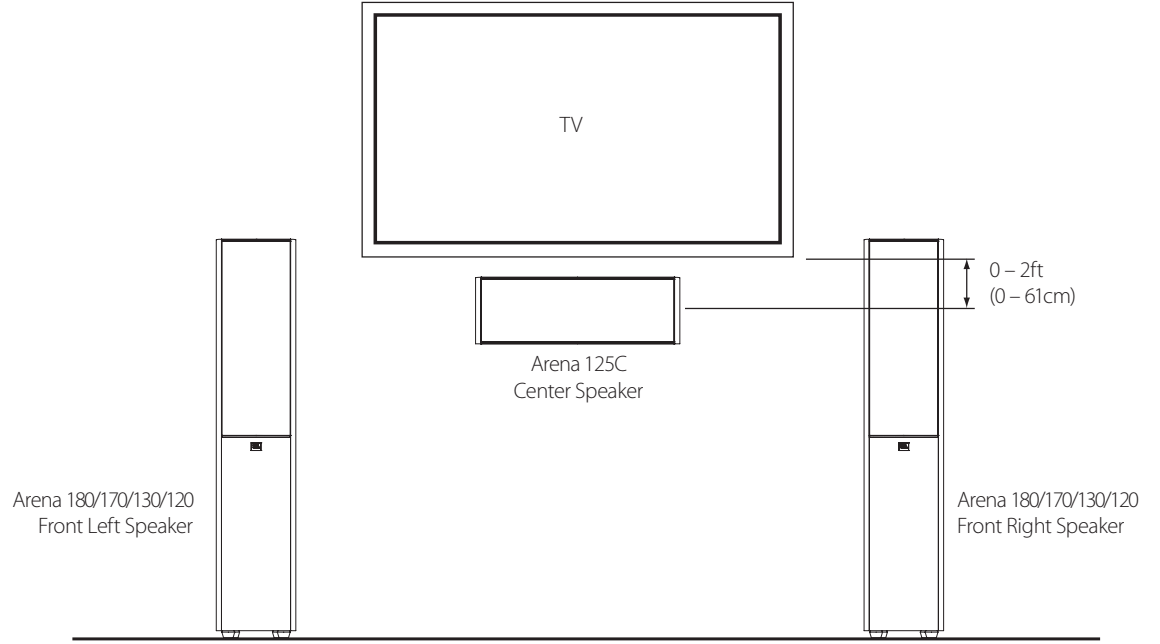 TV
0 – 2ft
(0 – 61cm)
Arena 125C
Center Speaker
Arena 180/170/130/120
Front Left Speaker
Arena 180/170/130/120
Front Right Speaker